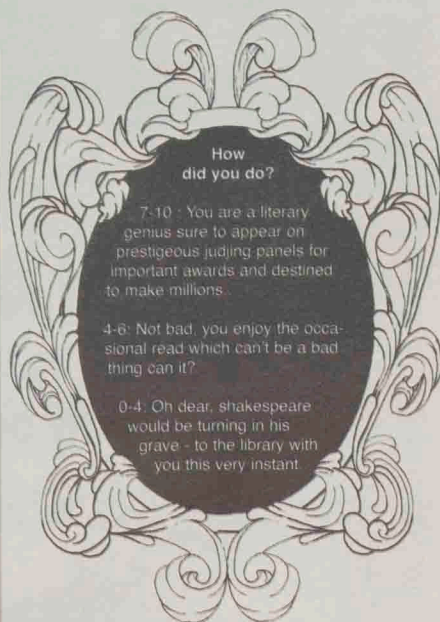 How
did you do?
7-10 : You are a literary
genius sure to appear on
prestigeous judjing panels for
important awards and destined
to make millions..
4-6: Not bad, you enjoy the occa-
sional read which can't be a bad
thing can it?
0-4: Oh dear, shakespeare
would be turning in his
grave - to the library with
you this very instant